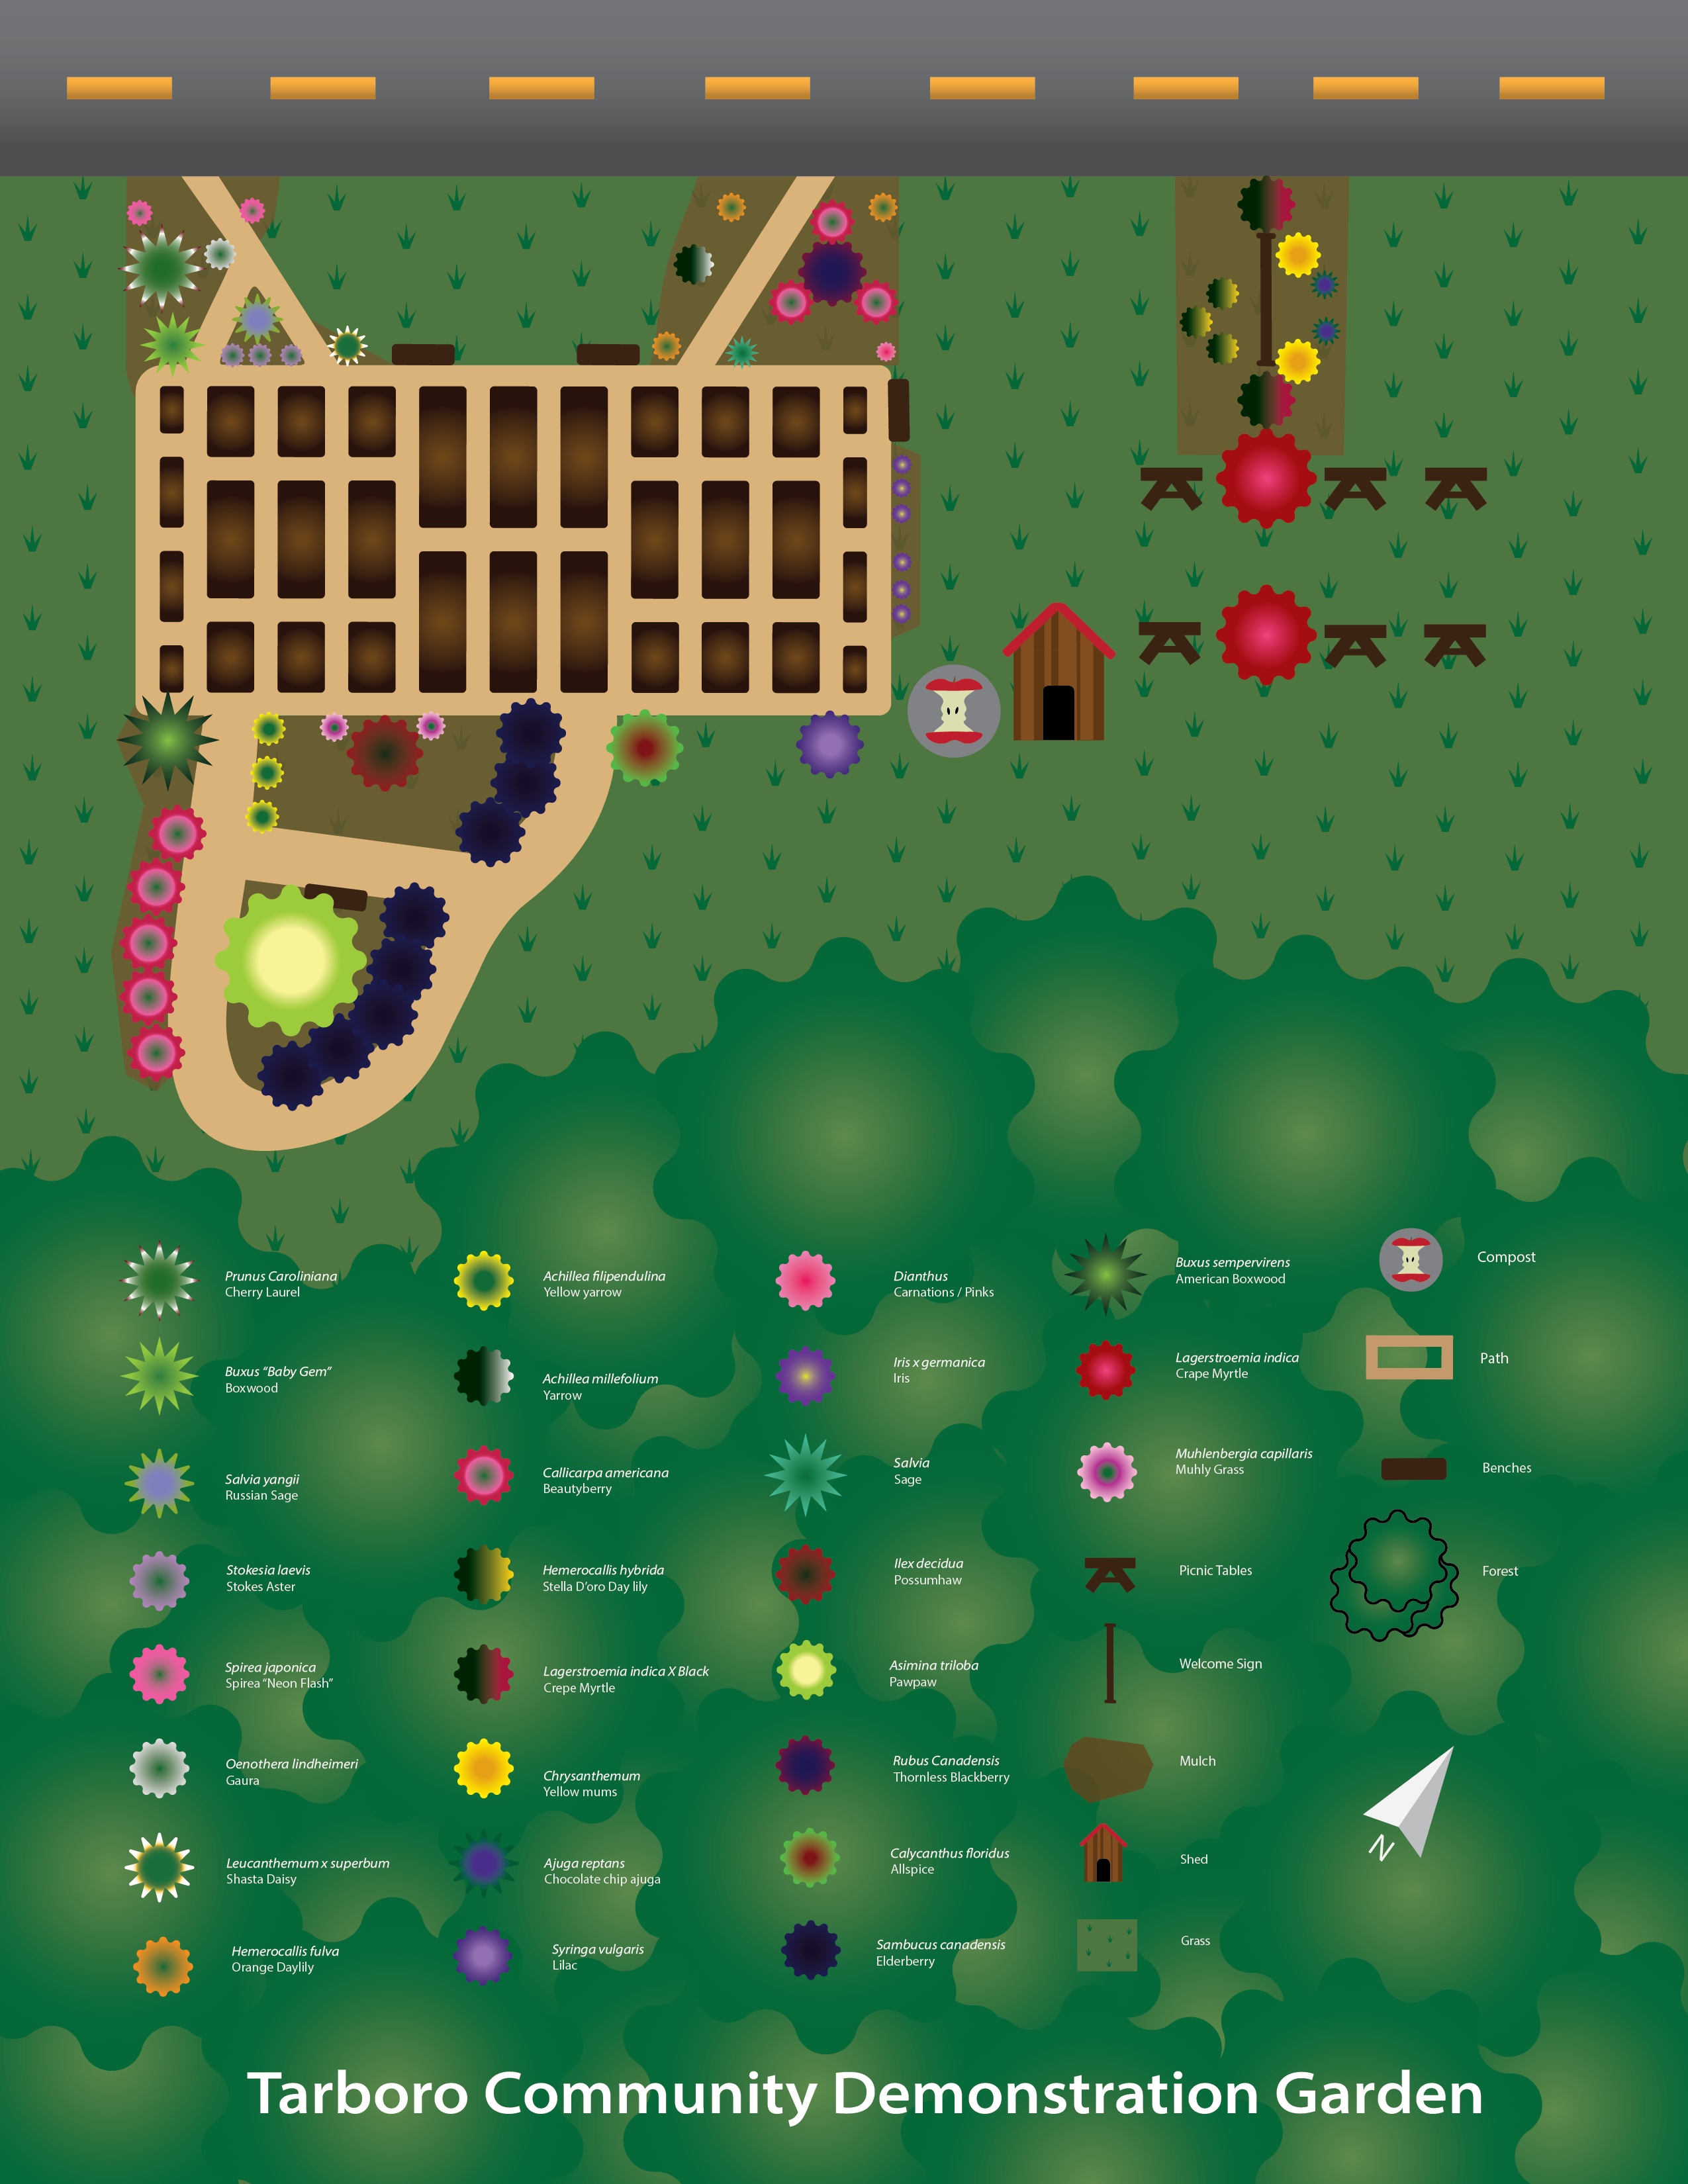 Prunus Caroliniana
Cherry Laurel
Buxus “Baby Gem”
Boxwood
Salvia yangii
Russian Sage
Stokesia laevis
Stokes Aster
Spirea japonica
Spirea “Neon Flash”
Oenothera lindheimeri
Gaura
Leucanthemum x superbum
Shasta Daisy
Hemerocallis fulva
Orange Daylily
Achillea filipendulina
Yellow yarrow
Achillea millefolium
Yarrow
Callicarpa americana
Beautyberry
Hemerocallis hybrida
Stella D’oro Day lily
Lagerstroemia indica X Black
Crepe Myrtle
Chrysanthemum
Yellow mums
Ajuga reptans
Chocolate chip ajuga
Syringa vulgaris
Lilac
Dianthus
Carnations / Pinks
Iris x germanica
Iris
Salvia
Sage
Ilex decidua
Possumhaw
Asimina triloba
Pawpaw
Rubus Canadensis
Thornless Blackberry
Calycanthus floridus
Allspice
Sambucus canadensis
Elderberry
Buxus sempervirens
American Boxwood
Lagerstroemia indica
Crape Myrtle
Muhlenbergia capillaris
Muhly Grass
Picnic Tables
Welcome Sign
Mulch
Shed
Grass
Compost
Path
Benches
Forest
N
Tarboro Community Demonstration Garden